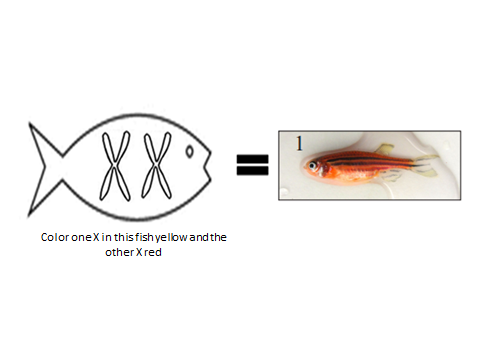 1
Color one X in this fish yellow and the
other X red